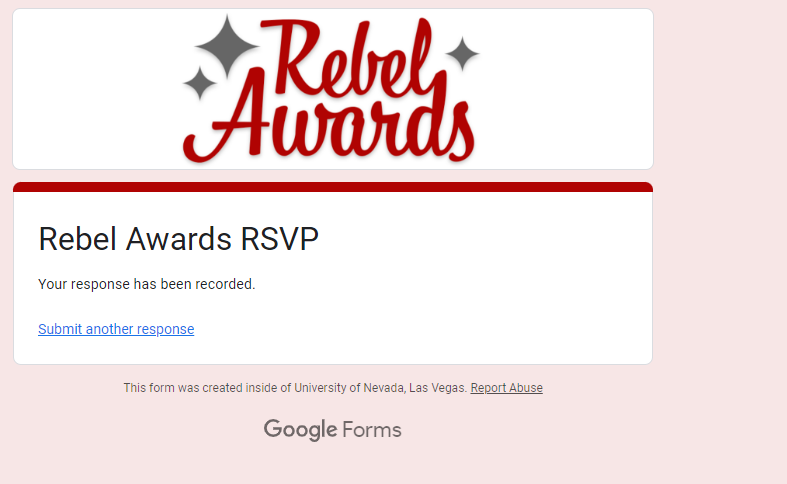 Rebel
Awards
Rebel Awards RSVP
Your response has been recorded.
Submit another response
This form was created inside of University of Nevada, Las Vegas. Report Abuse
Google Forms